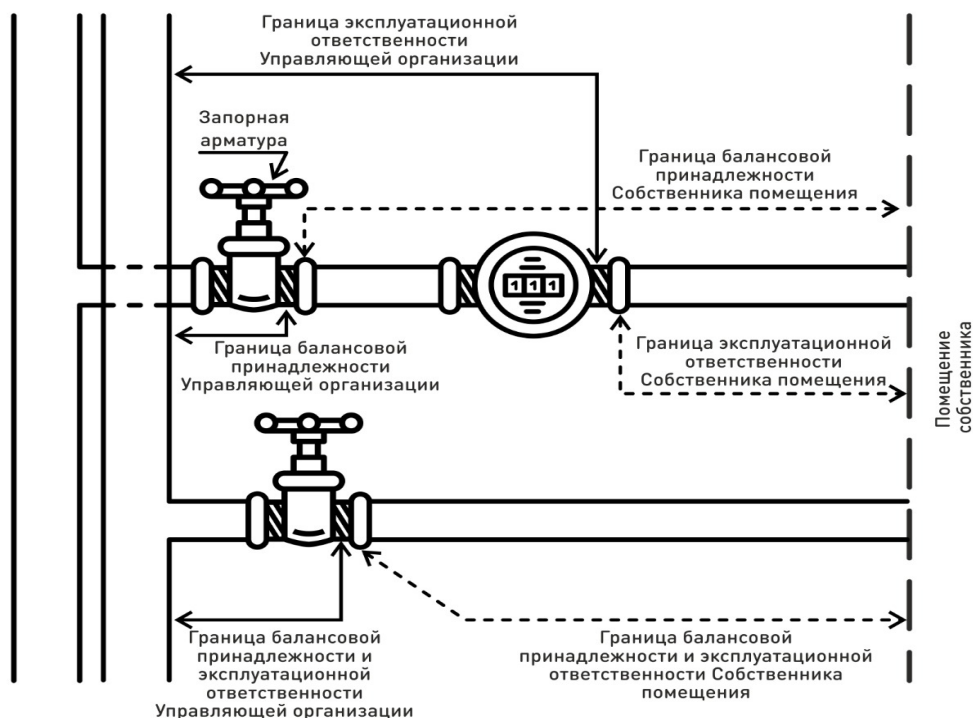 Граница эксплуатационной
ответственности
Управляющей организации
Запорная
арматура
Граница балансовой
принадлежности
Собственника помещения
111
Граница балансовой
принадлежности
Управляющей организации
Граница эксплуатационной
ответственности
Собственника помещения
Помещение
собственника
Граница балансовой
принадлежности и
эксплуатационной
ответственности
Управляющей организации
Граница балансовой
принадлежности и эксплуатационной
ответственности Собственника
помещения